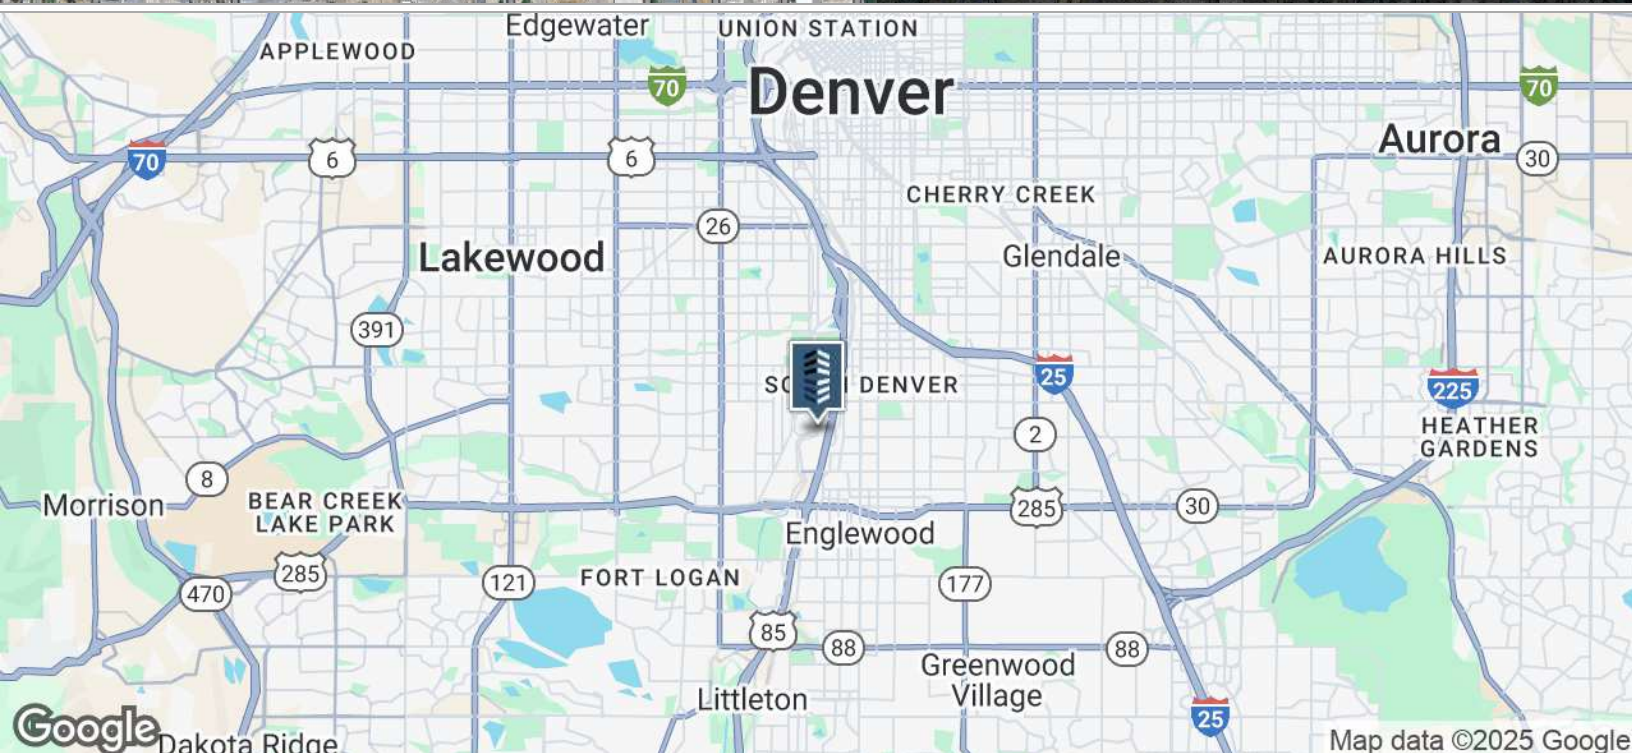 Edgewater
UNION STATION
APPLEWOOD
70
Denver
70
Aurora
70
6
6
30
CHERRY CREEK
26
Lakewood
Glendale
AURORA HILLS
391
DENVER
25
225
2
HEATHER
GARDENS
8
Morrison
BEAR CREEK
LAKE PARK
285
30
Englewood
285
470
121
FORT LOGAN
177
85
88
88
Greenwood
Village
Littleton
25
Google
Dakota Ridge
Map data ©2025 Google